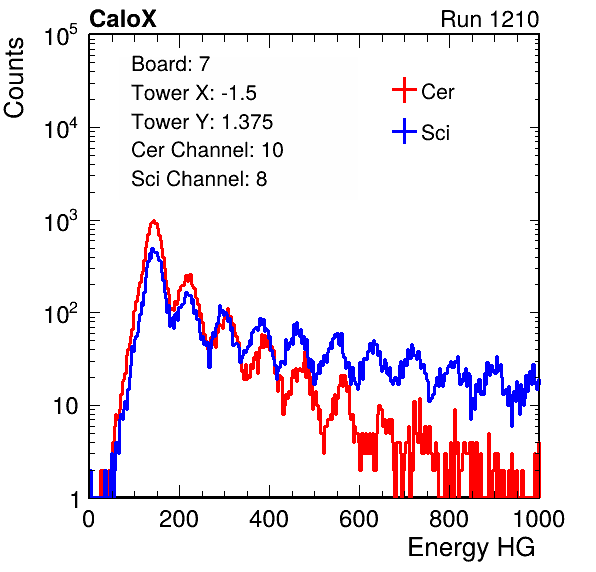 CaloX Run 1210
Counts
10^5
10^4
10^3
10^2
10
1
Board: 7
Tower X: -1.5
Tower Y: 1.375
Cer Channel: 10
Sci Channel: 8
Cer
Sci
0 200 400 600 800 1000
Energy HG